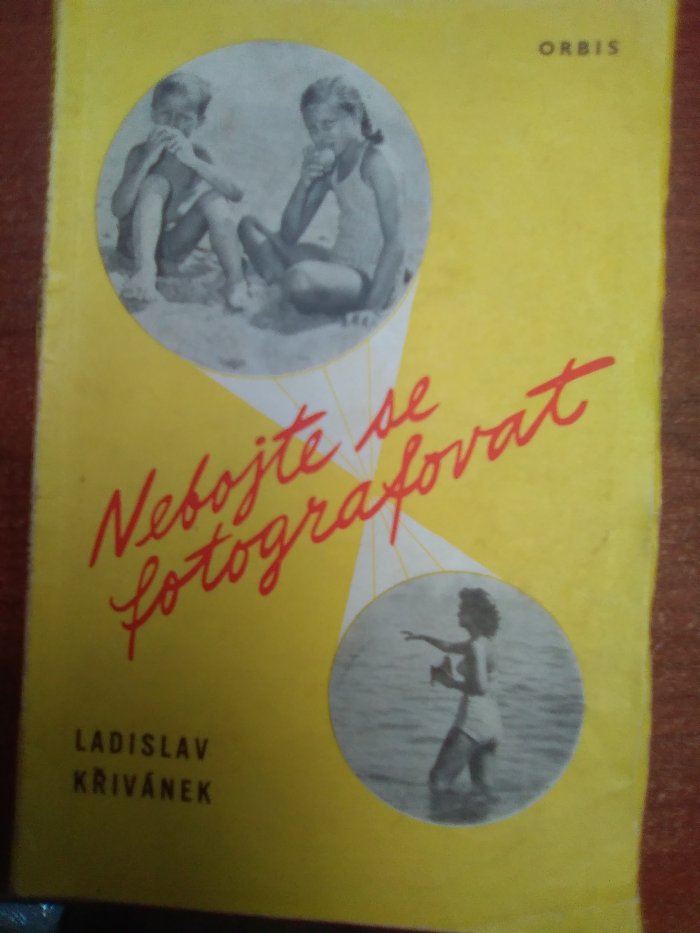 ORBIS
Nebojte se
fotografovat
LADISLAV
KŘIVÁNEK